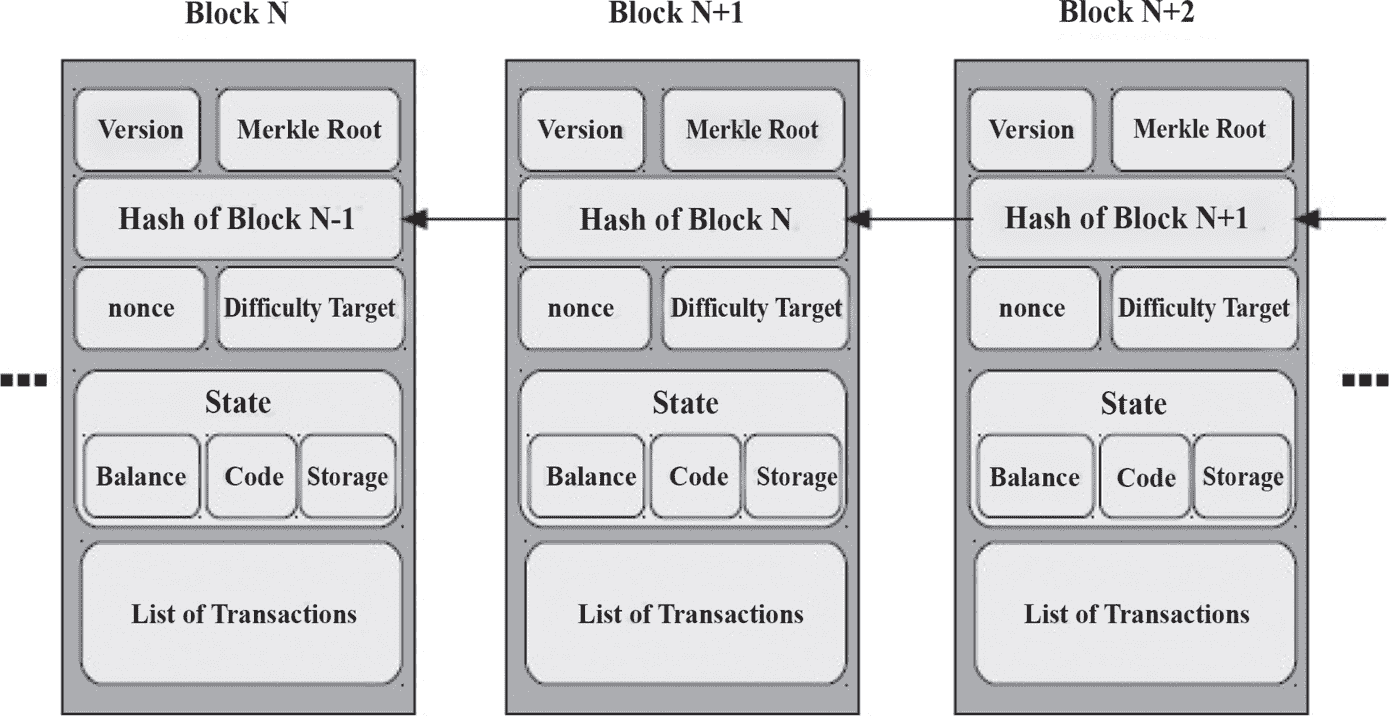 Block N
Block N+1
Block N+2
Version
Merkle Root
Hash of Block N-1
nonce
Difficulty Target
State
Balance
Code
Storage
List of Transactions
Version
Merkle Root
Hash of Block N
nonce
Difficulty Target
State
Balance
Code
Storage
List of Transactions
Version
Merkle Root
Hash of Block N+1
nonce
Difficulty Target
State
Balance
Code
Storage
List of Transactions